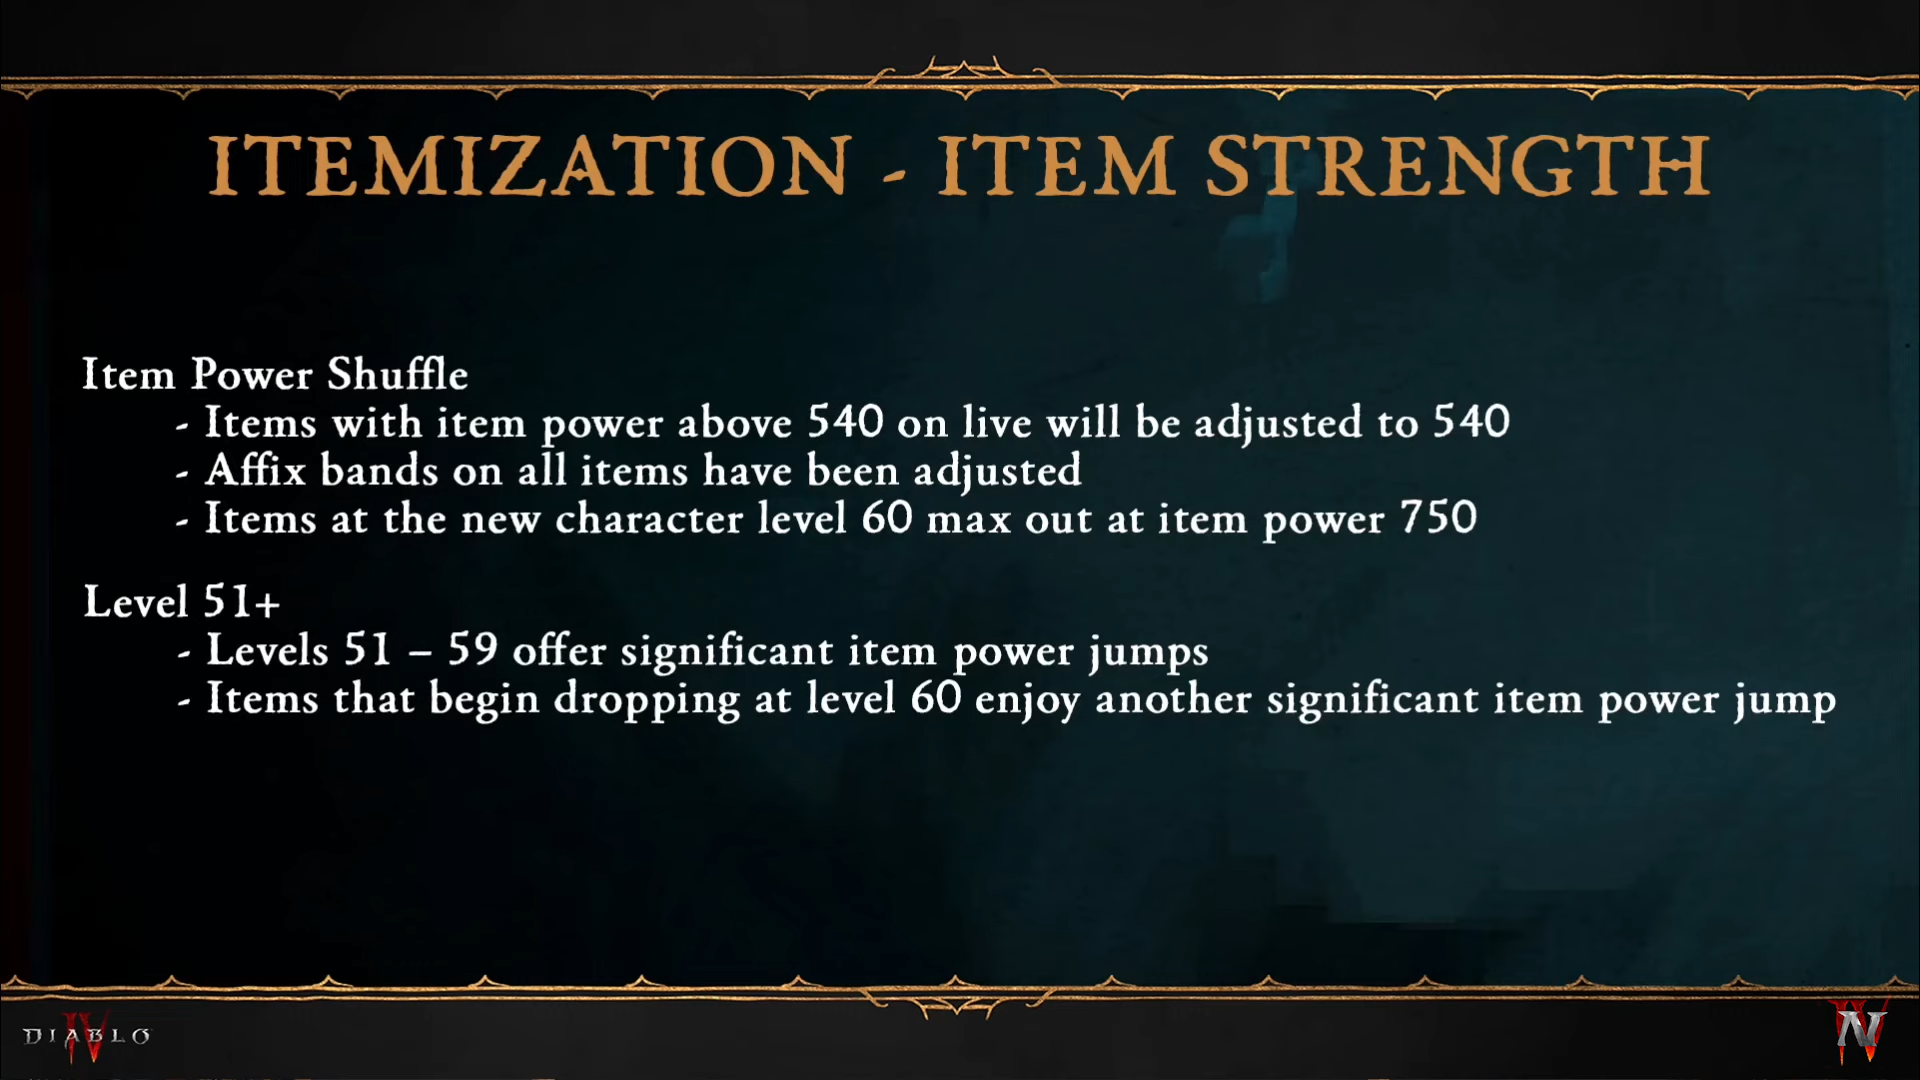 ITEMIZATION - ITEM STRENGTH
Item Power Shuffle
- Items with item power above 540 on live will be adjusted to 540
- Affix bands on all items have been adjusted
- Items at the new character level 60 max out at item power 750
Level 51+
- Levels 51 – 59 offer significant item power jumps
- Items that begin dropping at level 60 enjoy another significant item power jump
DIABLO
IV
IV
N